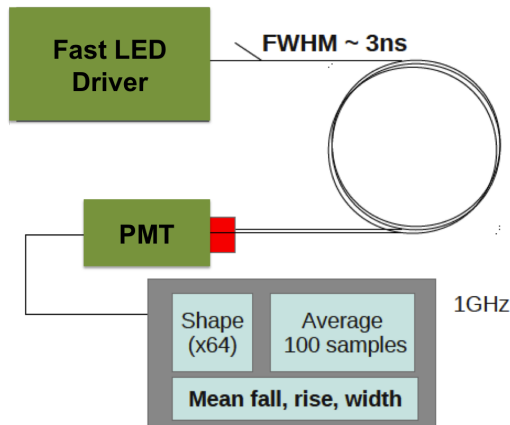 Fast LED
Driver
FWHM ~ 3ns
PMT
1GHz
Shape
(x64)
Average
100 samples
Mean fall, rise, width